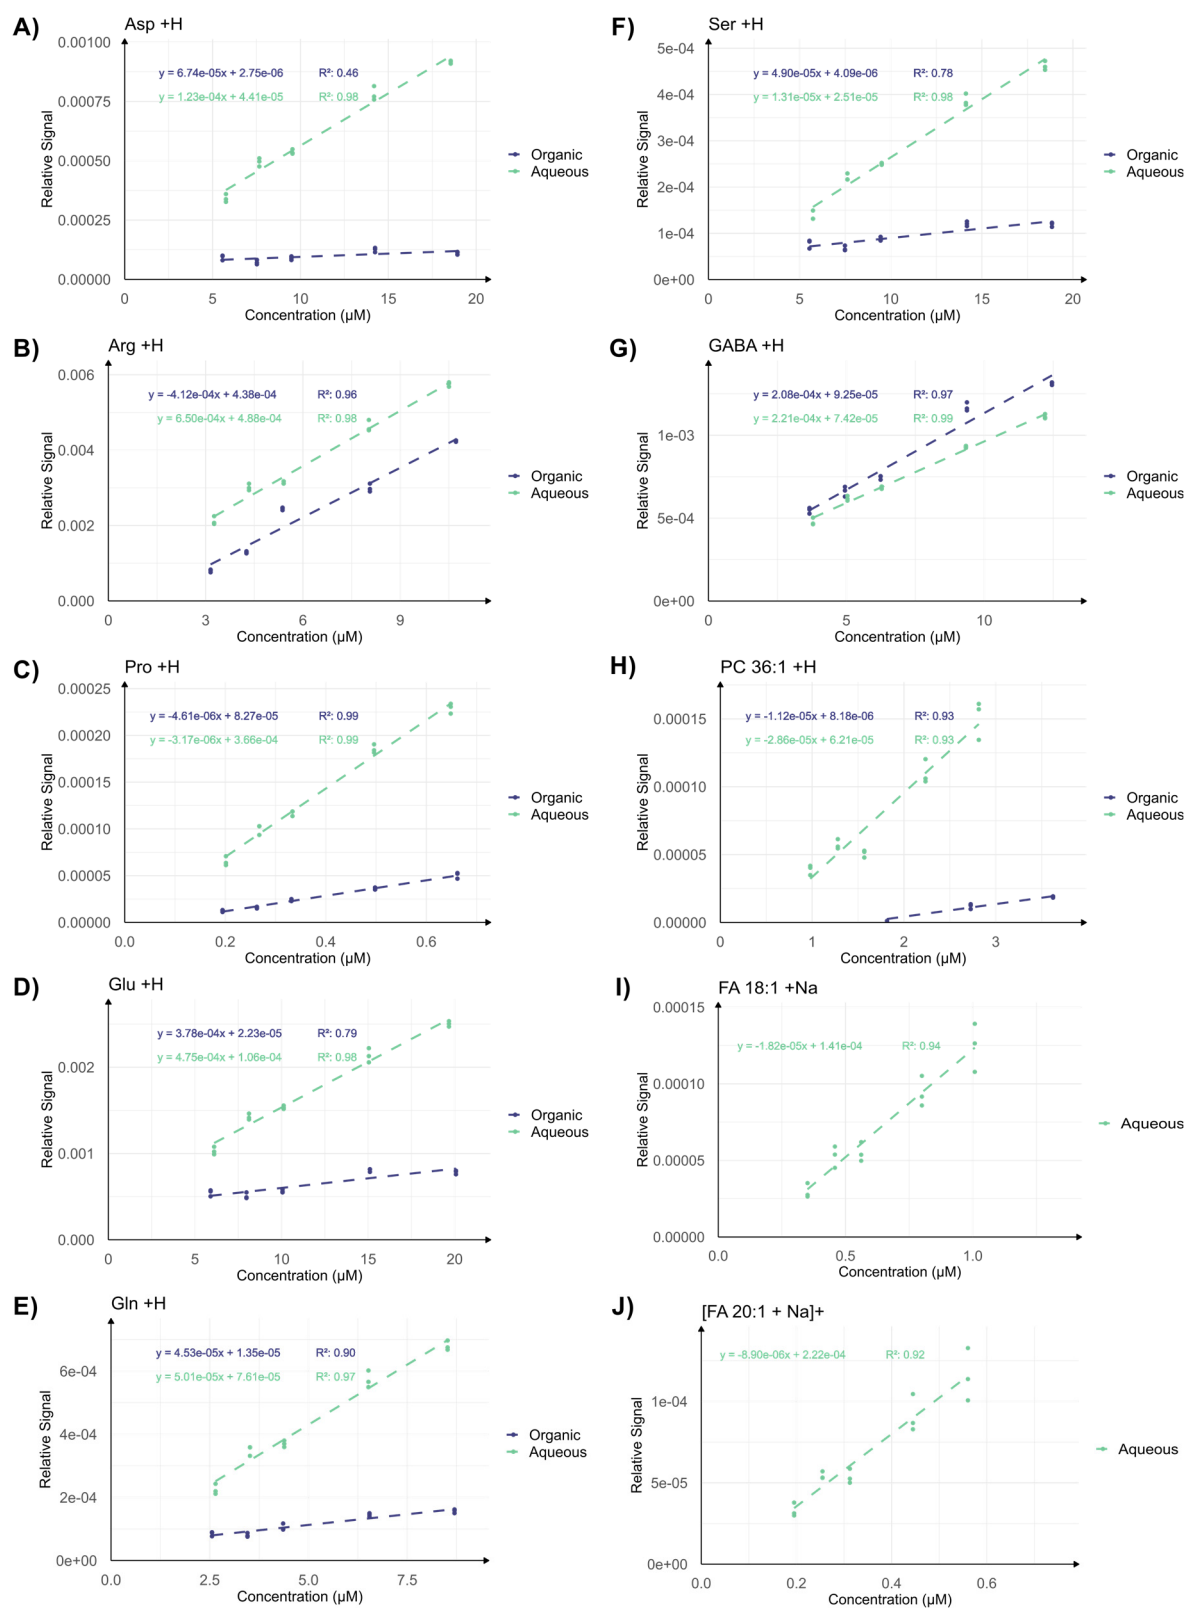 A)
Asp +H
0.00100
0.00075
0.00050
0.00025
0.00000
Relative Signal
y = 6.74e-05x + 2.75e-06 R²: 0.46
y = 1.23e-04x + 4.41e-05 R²: 0.98
0 5 10 15 20
Concentration (µM)
Organic
Aqueous
B)
Arg +H
0.006
0.004
0.002
0.000
Relative Signal
y = -4.12e-04x + 4.38e-04 R²: 0.96
y = 6.50e-04x + 4.88e-04 R²: 0.98
0 3 6 9
Concentration (µM)
Organic
Aqueous
C)
Pro +H
0.00025
0.00020
0.00015
0.00010
0.00005
0.00000
Relative Signal
y = -4.61e-06x + 8.27e-05 R²: 0.99
y = -3.17e-06x + 3.66e-04 R²: 0.99
0.0 0.2 0.4 0.6
Concentration (µM)
Organic
Aqueous
D)
Glu +H
0.002
0.001
0.000
Relative Signal
y = 3.78e-04x + 2.23e-05 R²: 0.79
y = 4.75e-04x + 1.06e-04 R²: 0.98
0 5 10 15 20
Concentration (µM)
Organic
Aqueous
E)
Gln +H
6e-04
4e-04
2e-04
0e+00
Relative Signal
y = 4.53e-05x + 1.35e-05 R²: 0.90
y = 5.01e-05x + 7.61e-05 R²: 0.97
0.0 2.5 5.0 7.5
Concentration (µM)
Organic
Aqueous
F)
Ser +H
5e-04
4e-04
3e-04
2e-04
1e-04
0e+00
Relative Signal
y = 4.90e-05x + 4.09e-06 R²: 0.78
y = 1.31e-05x + 2.51e-05 R²: 0.98
0 5 10 15 20
Concentration (µM)
Organic
Aqueous
G)
GABA +H
1e-03
5e-04
0e+00
Relative Signal
y = 2.08e-04x + 9.25e-05 R²: 0.97
y = 2.21e-04x + 7.42e-05 R²: 0.99
0 5 10
Concentration (µM)
Organic
Aqueous
H)
PC 36:1 +H
0.00015
0.00010
0.00005
0.00000
Relative Signal
y = -1.12e-05x + 8.18e-06 R²: 0.93
y = -2.86e-05x + 6.21e-05 R²: 0.93
0 1 2 3
Concentration (µM)
Organic
Aqueous
I)
FA 18:1 +Na
0.00015
0.00010
0.00005
0.00000
Relative Signal
y = -1.82e-05x + 1.41e-04 R²: 0.94
0.0 0.5 1.0
Concentration (µM)
Aqueous
J)
[FA 20:1 + Na]+
1e-04
5e-05
0e+00
Relative Signal
y = -8.90e-06x + 2.22e-04 R²: 0.92
0.0 0.2 0.4 0.6
Concentration (µM)
Aqueous